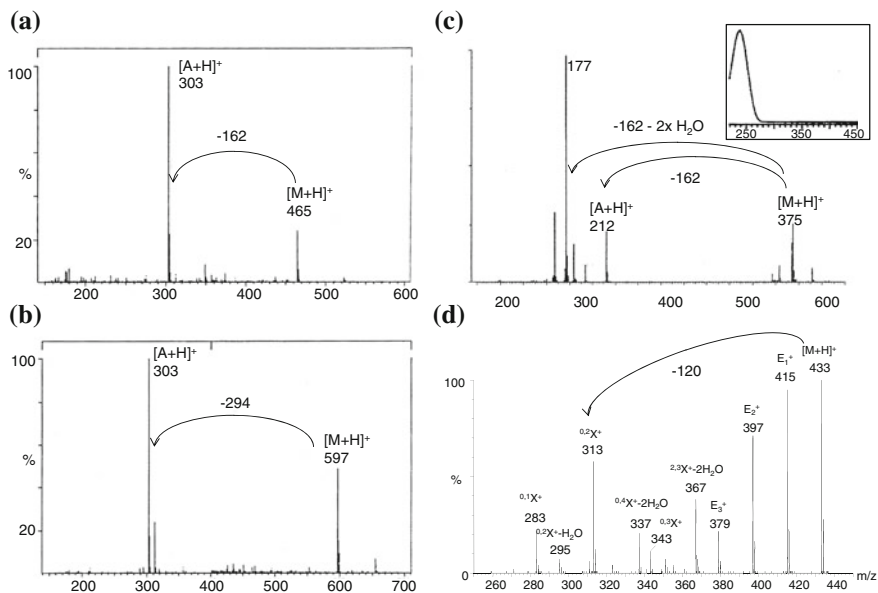 (a)
[A+H]+
100
303
-162
%
[M+H]+
465
20
200 300 400 500 600
(b)
[A+H]+
100
303
-294
[M+H]+
597
%
20
200 300 400 500 600 700
(c)
177
250 350 450
-162 - 2x H₂O
-162
[A+H]+
212
[M+H]+
375
200 300 400 500 600
(d)
[M+H]+
433
E₁+
415
-120
100
E₂+
397
0,2X+
313
%
2,3X+-2H₂O
367
0,1X+
283
0,4X+-2H₂O
337
0,3X+
343
E₃+
379
0,2X+-H₂O
295
0
260 280 300 320 340 360 380 400 420 440 m/z